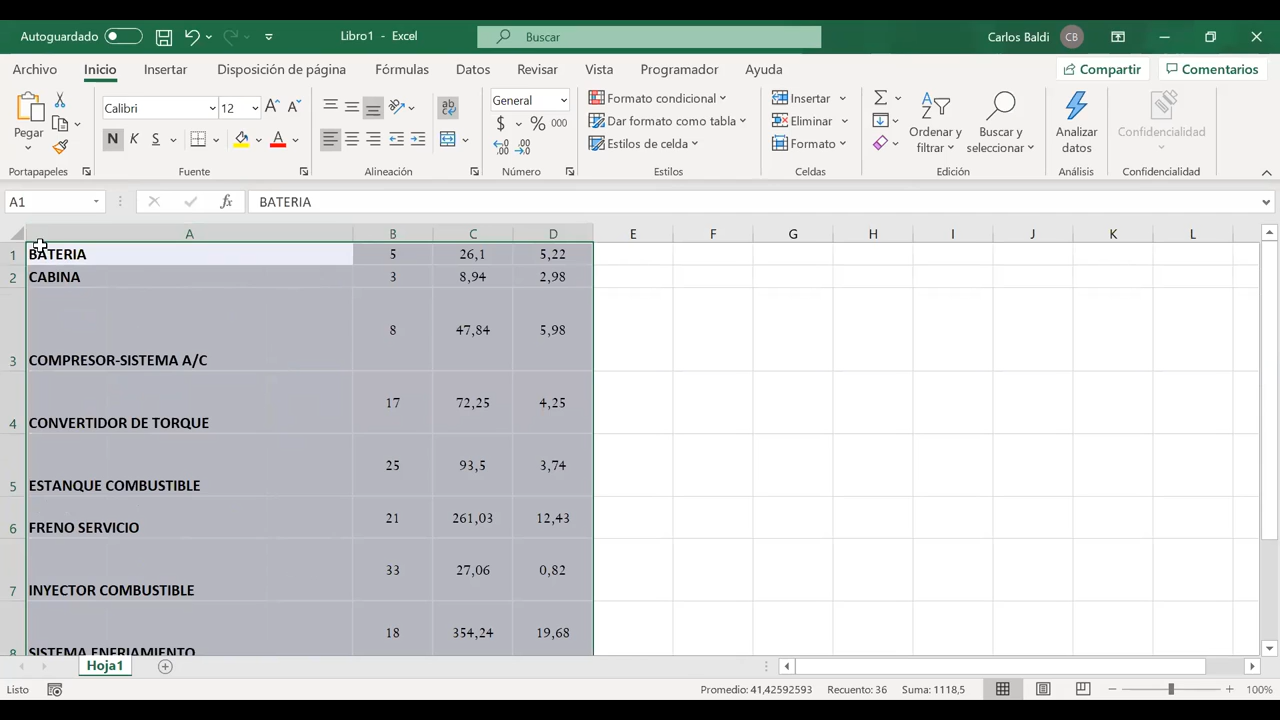 Autoguardado
Libro1 - Excel
Buscar
Carlos Baldi CB
Archivo Inicio Insertar Disposición de página Fórmulas Datos Revisar Vista Programador Ayuda Compartir Comentarios
Pegar
Calibri 12
N K S
ab
General
$ % 000
Formato condicional
Dar formato como tabla
Estilos de celda
Insertar
Eliminar
Formato
Ordenar y filtrar
Buscar y seleccionar
Analizar datos
Confidencialidad
Portapapeles Fuente Alineación Número Estilos Celdas Edición Análisis Confidencialidad
A1 fx BATERIA
A B C D E F G H I J K L
1 BATERIA 5 26,1 5,22
2 CABINA 3 8,94 2,98
3 COMPRESOR-SISTEMA A/C 8 47,84 5,98
4 CONVERTIDOR DE TORQUE 17 72,25 4,25
5 ESTANQUE COMBUSTIBLE 25 93,5 3,74
6 FRENO SERVICIO 21 261,03 12,43
7 INYECTOR COMBUSTIBLE 33 27,06 0,82
8 SISTEMA ENFRIAMIENTO 18 354,24 19,68
Hoja1
Listo Promedio: 41,42592593 Recuento: 36 Suma: 1118,5 100%